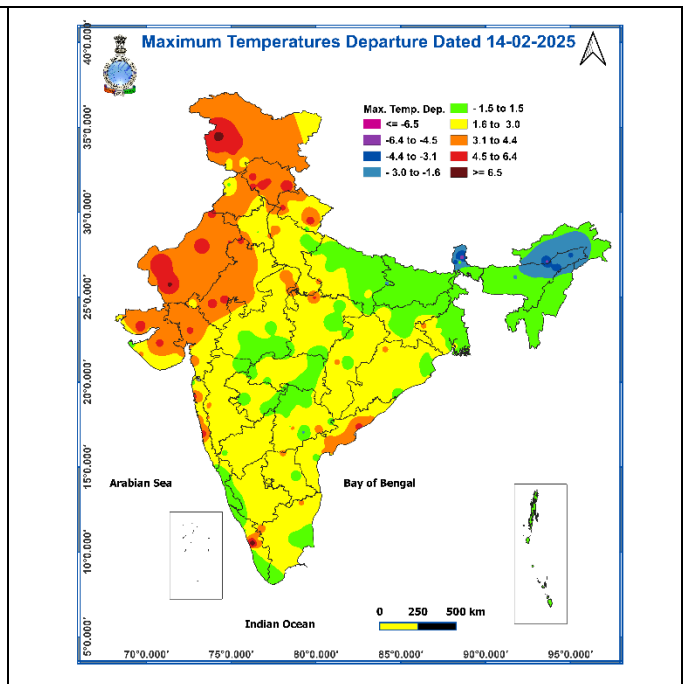 Maximum Temperatures Departure Dated 14-02-2025
Max. Temp. Dep.
<= -6.5
-6.4 to -4.5
-4.4 to -3.1
- 3.0 to -1.6
- 1.5 to 1.5
1.6 to 3.0
3.1 to 4.4
4.5 to 6.4
>= 6.5
40°0.000'
35°0.000'
30°0.000'
25°0.000'
20°0.000'
15°0.000'
10°0.000'
5°0.000'
Arabian Sea
Bay of Bengal
Indian Ocean
0 250 500 km
70°0.000' 75°0.000' 80°0.000' 85°0.000' 90°0.000' 95°0.000'